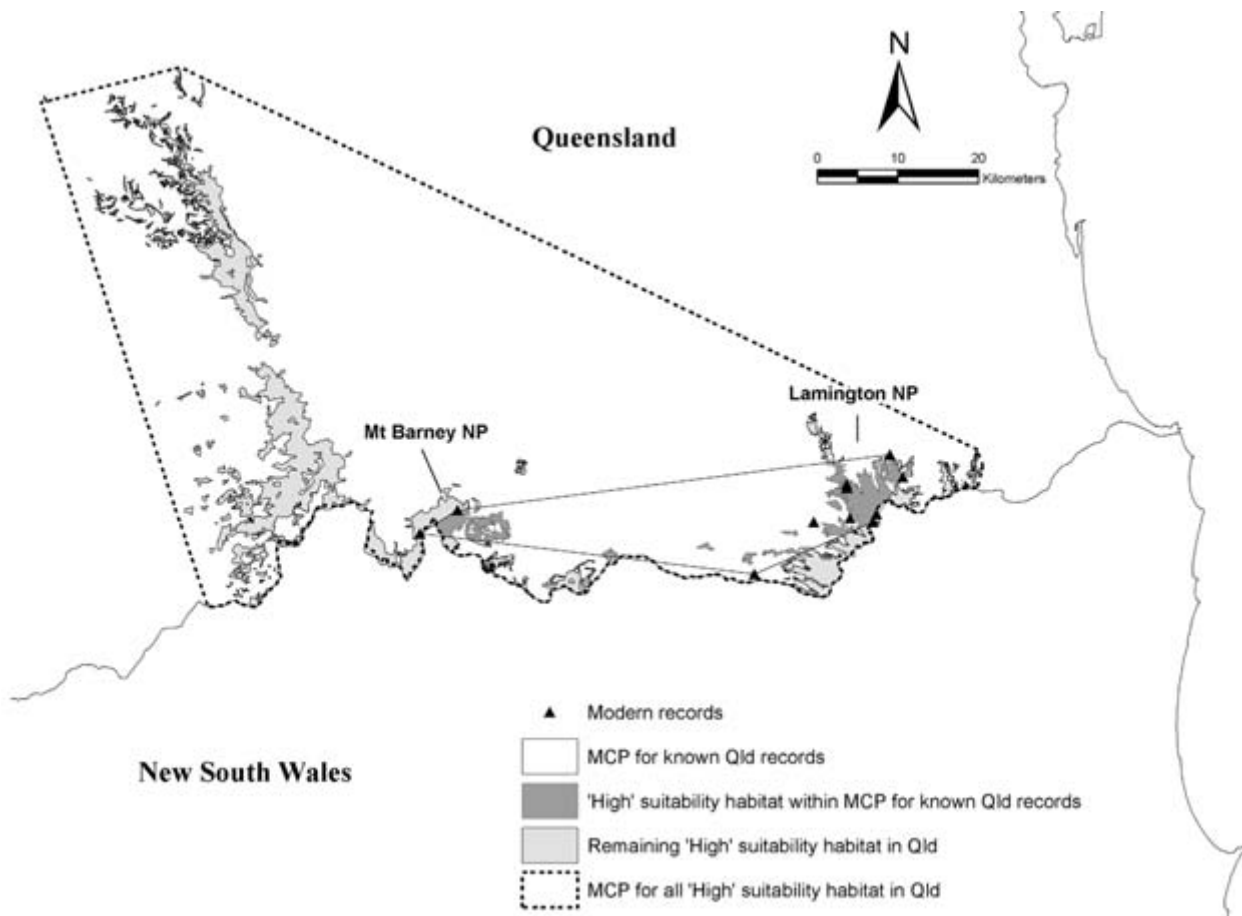 N
Queensland
0 10 20
Kilometers
Lamington NP
Mt Barney NP
New South Wales
Modern records
MCP for known Qld records
'High' suitability habitat within MCP for known Qld records
Remaining 'High' suitability habitat in Qld
MCP for all 'High' suitability habitat in Qld